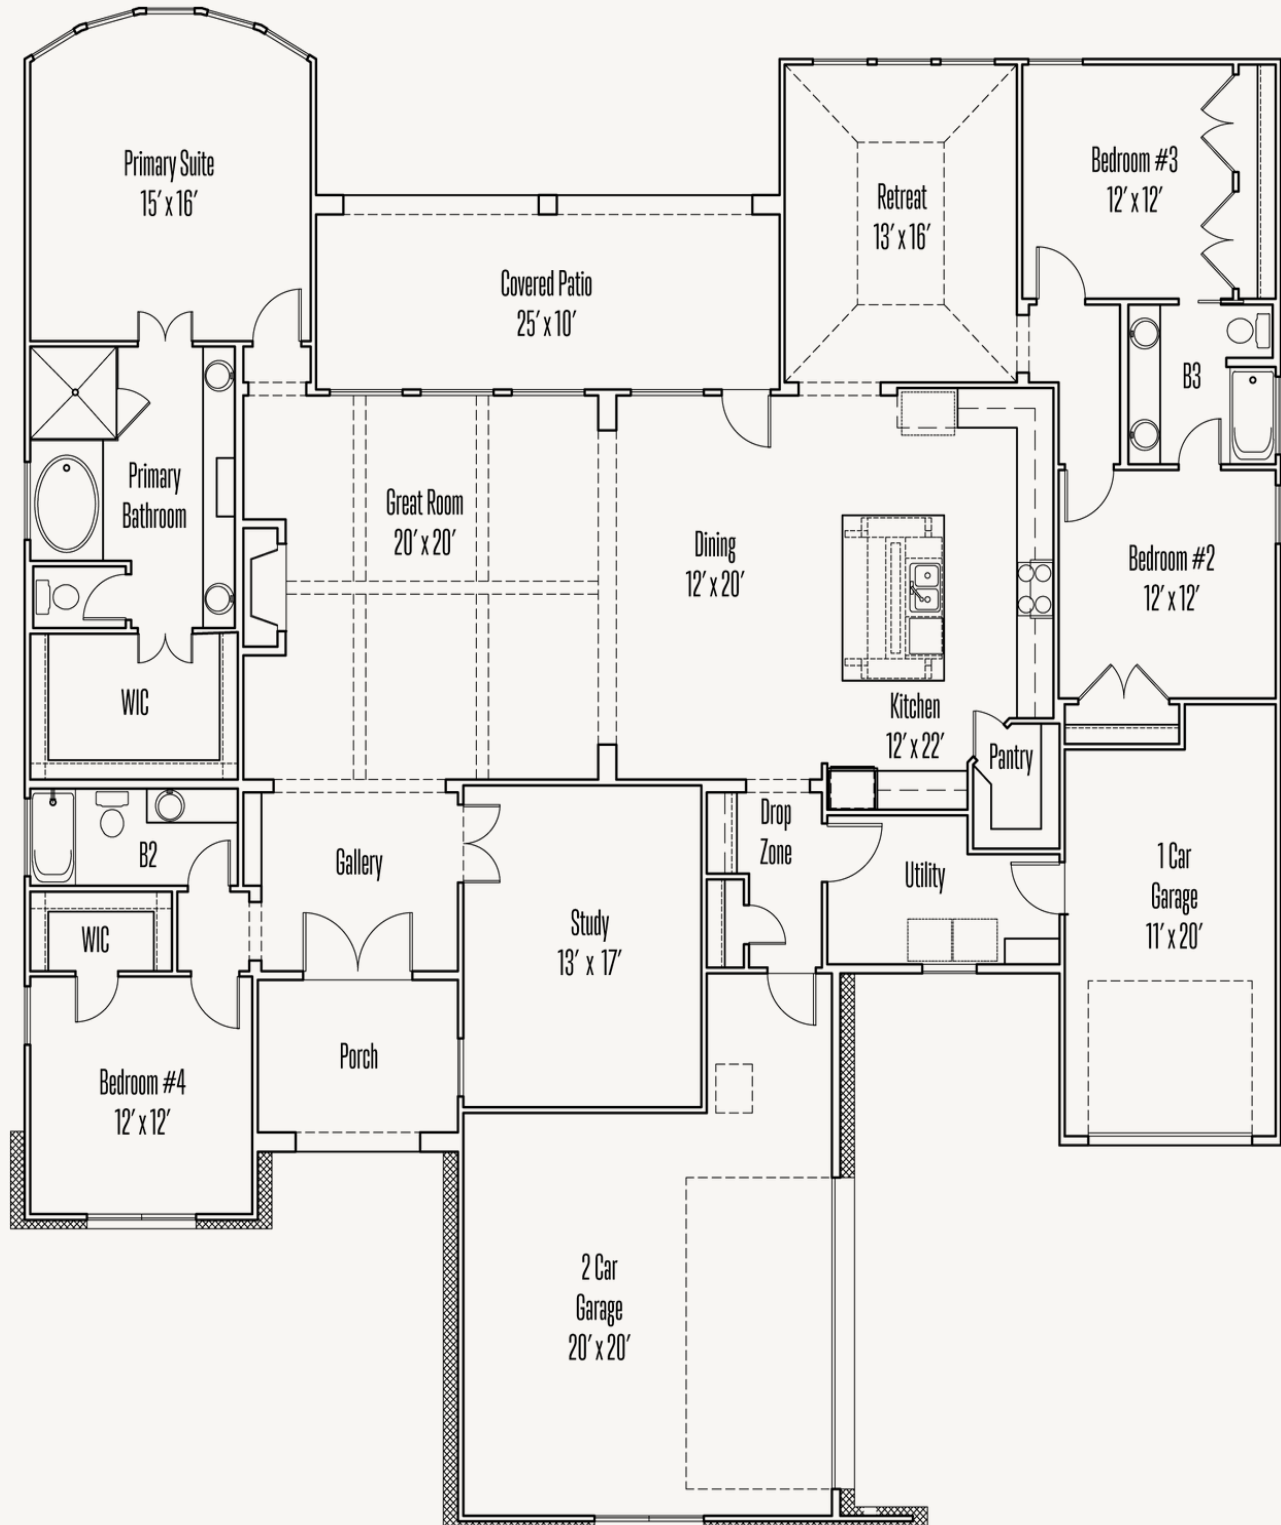 Primary Suite
15' x 16'
Bedroom #3
12' x 12'
Retreat
13' x 16'
Covered Patio
25' x 10'
B3
Primary
Bathroom
Great Room
20' x 20'
Dining
12' x 20'
Bedroom #2
12' x 12'
WIC
Kitchen
12' x 22'
Pantry
Drop
Zone
B2
Gallery
Utility
1 Car
Garage
11' x 20'
WIC
Study
13' x 17'
Porch
Bedroom #4
12' x 12'
2 Car
Garage
20' x 20'